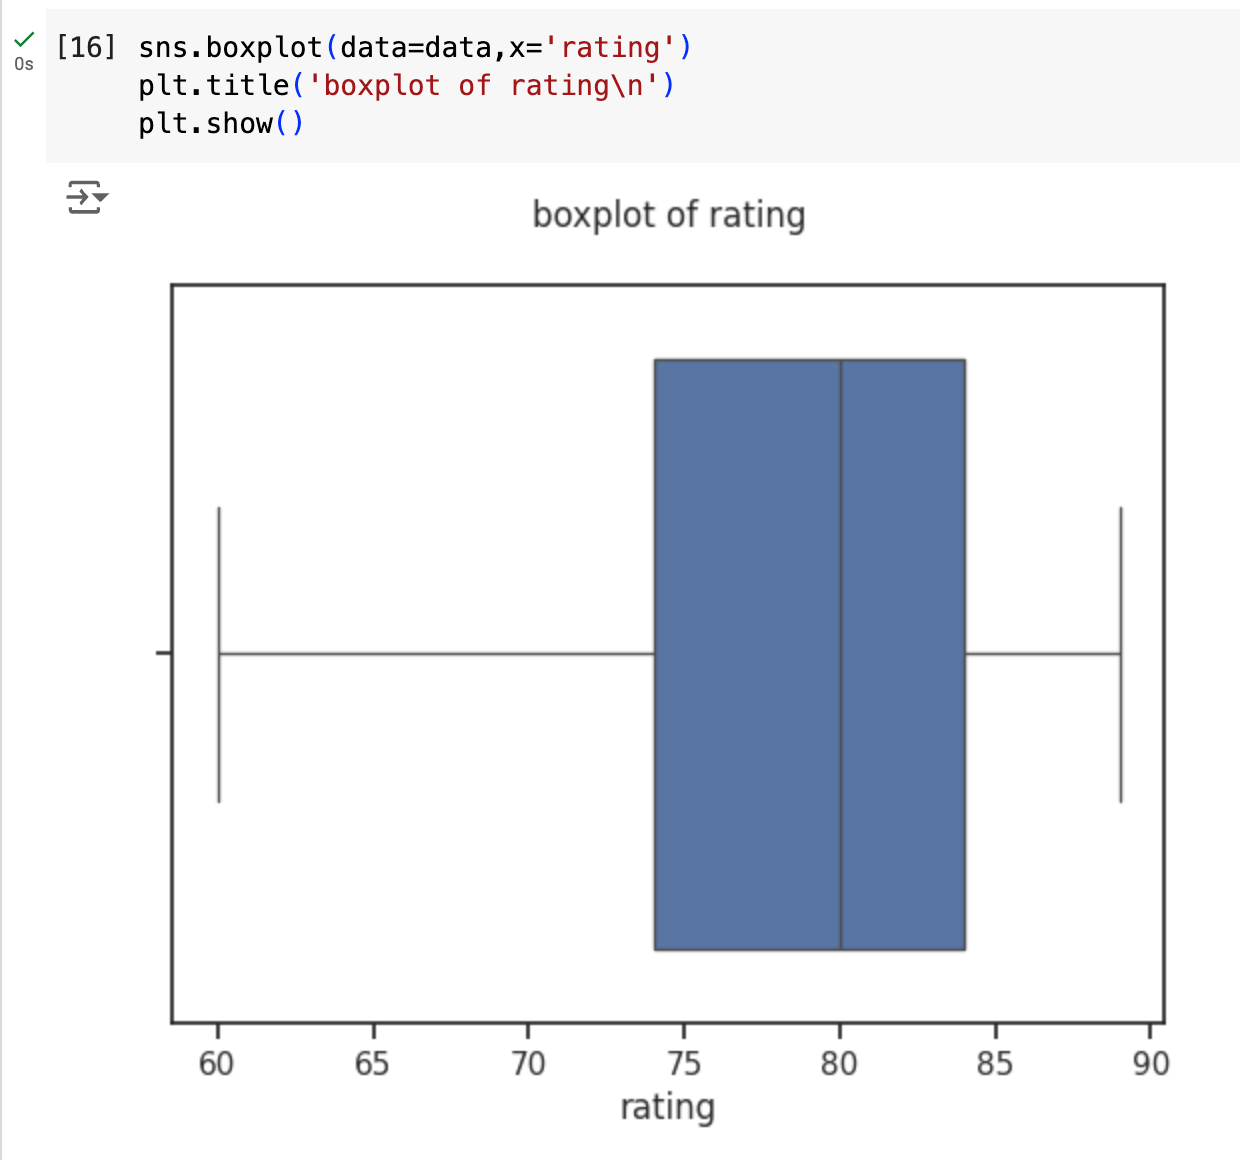 [16] sns.boxplot(data=data,x='rating')
0s
plt.title('boxplot of rating\n')
plt.show()
boxplot of rating
60 65 70 75 80 85 90
rating